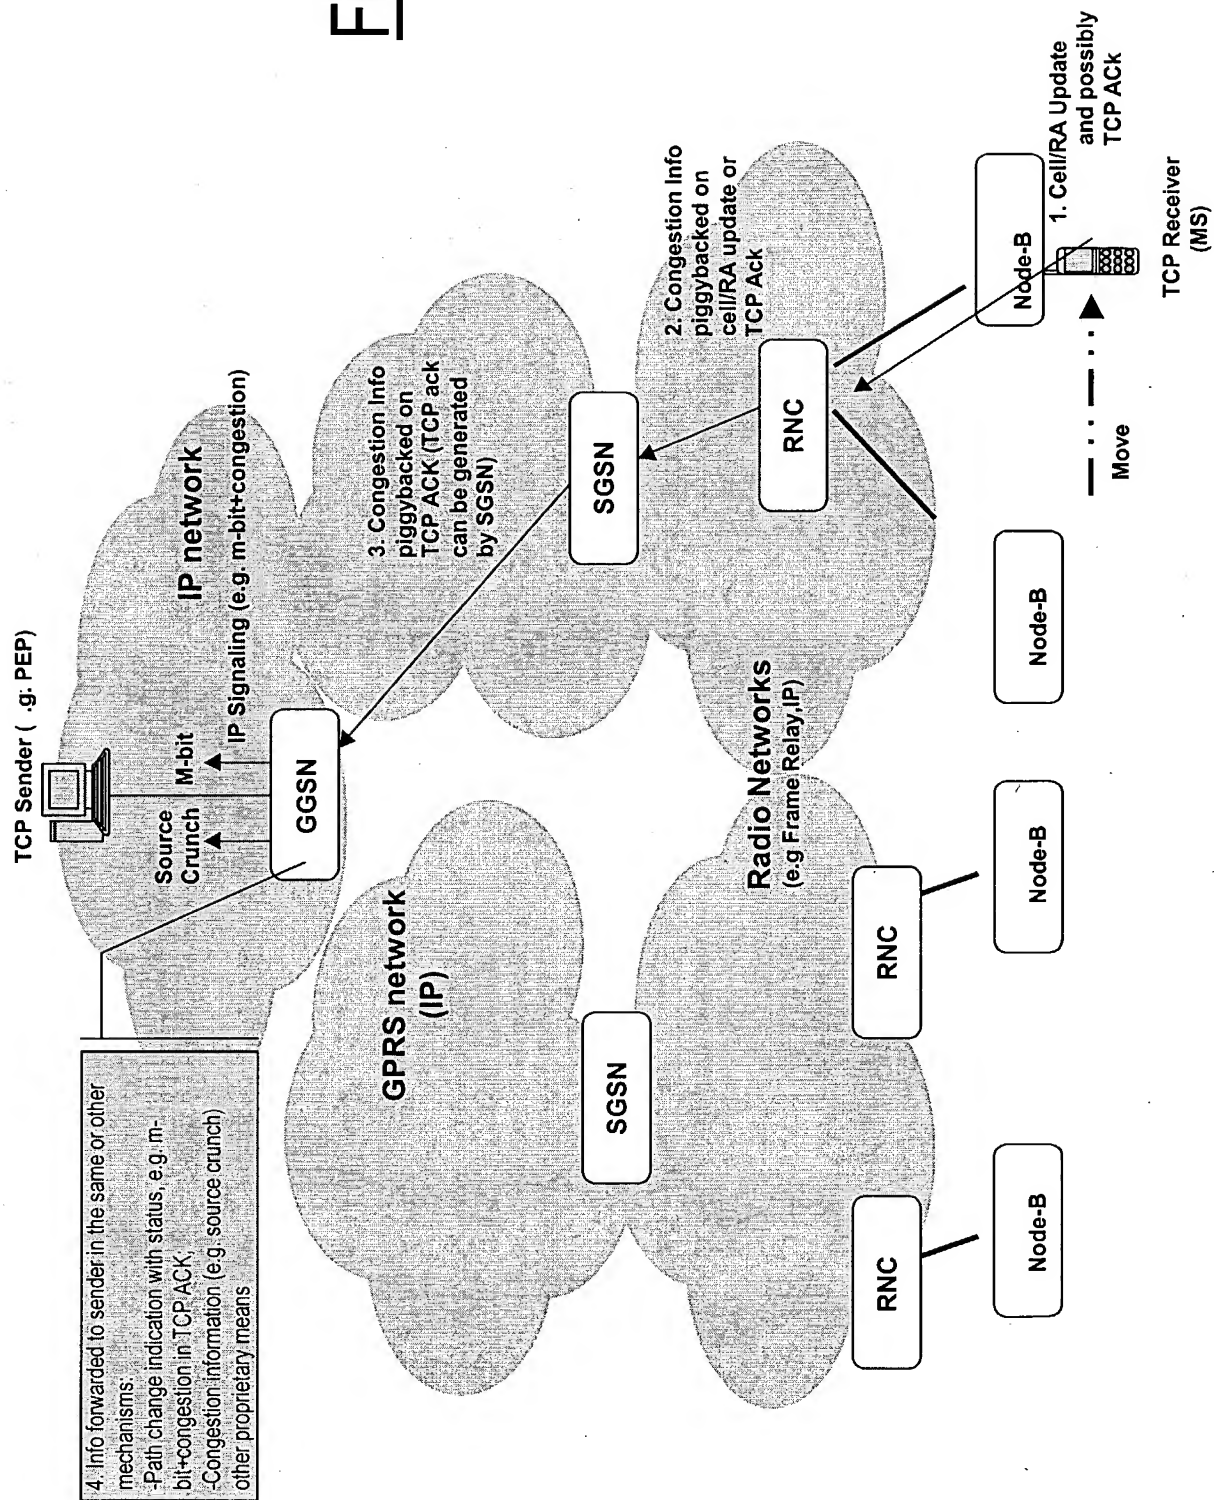 F
TCP Sender ( .g: PEP)
4. Info forwarded to sender in the same or other
mechanisms:
-Path change indication with status, e.g. m-
bit+congestion in TCP ACK,
-Congestion information (e.g. source crunch)
other proprietary means
Source
Crunch
M-bit
IP network
IP Signaling (e.g. m-bit+congestion)
GGSN
GPRS network
(IP)
3. Congestion Info
piggybacked on
TCP ACK (TCP ack
can be generated
by SGSN)
SGSN
SGSN
2. Congestion Info
piggybacked on
cell/RA update or
TCP Ack
Radio Networks
(e.g Frame Relay,IP)
RNC
RNC
RNC
Node-B
Node-B
Node-B
Node-B
1. Cell/RA Update
and possibly
TCP ACk
Move
TCP Receiver
(MS)